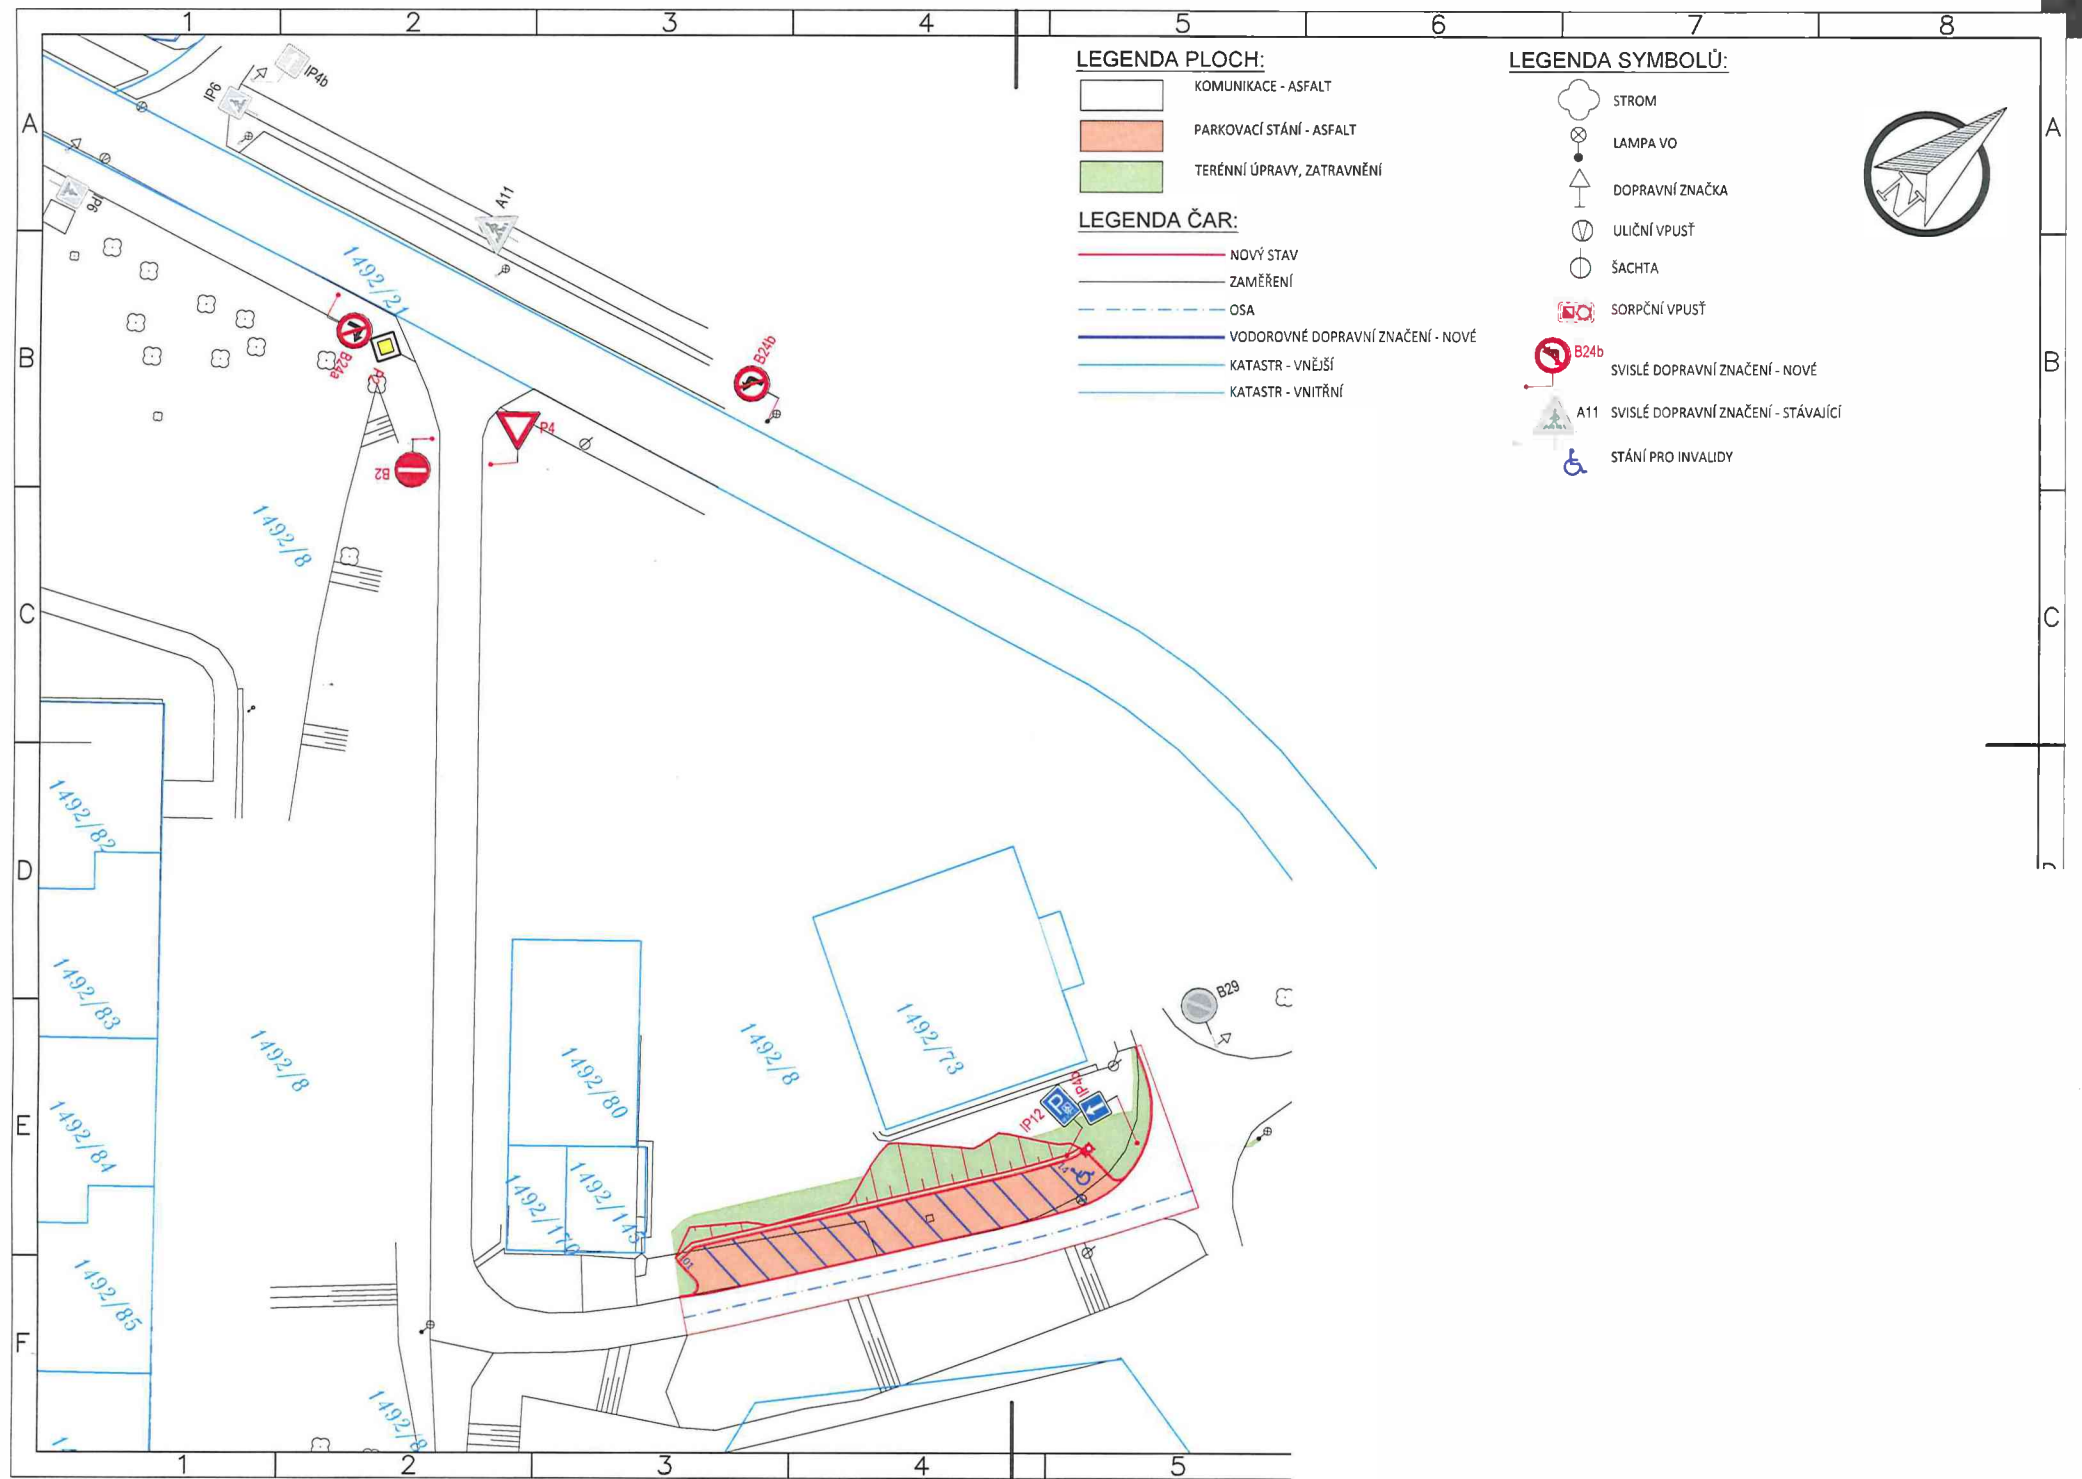 1 2 3 4 5 6 7 8
A
B
C
D
E
F
A
B
C
1 2 3 4 5
LEGENDA PLOCH:
KOMUNIKACE - ASFALT
PARKOVACÍ STÁNÍ - ASFALT
TERÉNNÍ ÚPRAVY, ZATRAVNĚNÍ
LEGENDA ČAR:
NOVÝ STAV
ZAMĚŘENÍ
OSA
VODOROVNÉ DOPRAVNÍ ZNAČENÍ - NOVÉ
KATASTR - VNĚJŠÍ
KATASTR - VNITŘNÍ
LEGENDA SYMBOLŮ:
STROM
LAMPA VO
DOPRAVNÍ ZNAČKA
ULIČNÍ VPUSŤ
ŠACHTA
SORPČNÍ VPUSŤ
B24b
SVISLÉ DOPRAVNÍ ZNAČENÍ - NOVÉ
A11 SVISLÉ DOPRAVNÍ ZNAČENÍ - STÁVAJÍCÍ
STÁNÍ PRO INVALIDY
N
IP4b
IP6
A11
IP6
1492/21
B24a
P2
B24b
P4
B2
1492/8
1492/82
1492/83
1492/8
1492/84
1492/85
1492/8
1492/80
1492/170
1492/143
1492/8
1492/73
B29
IP4b
IP12
P
101